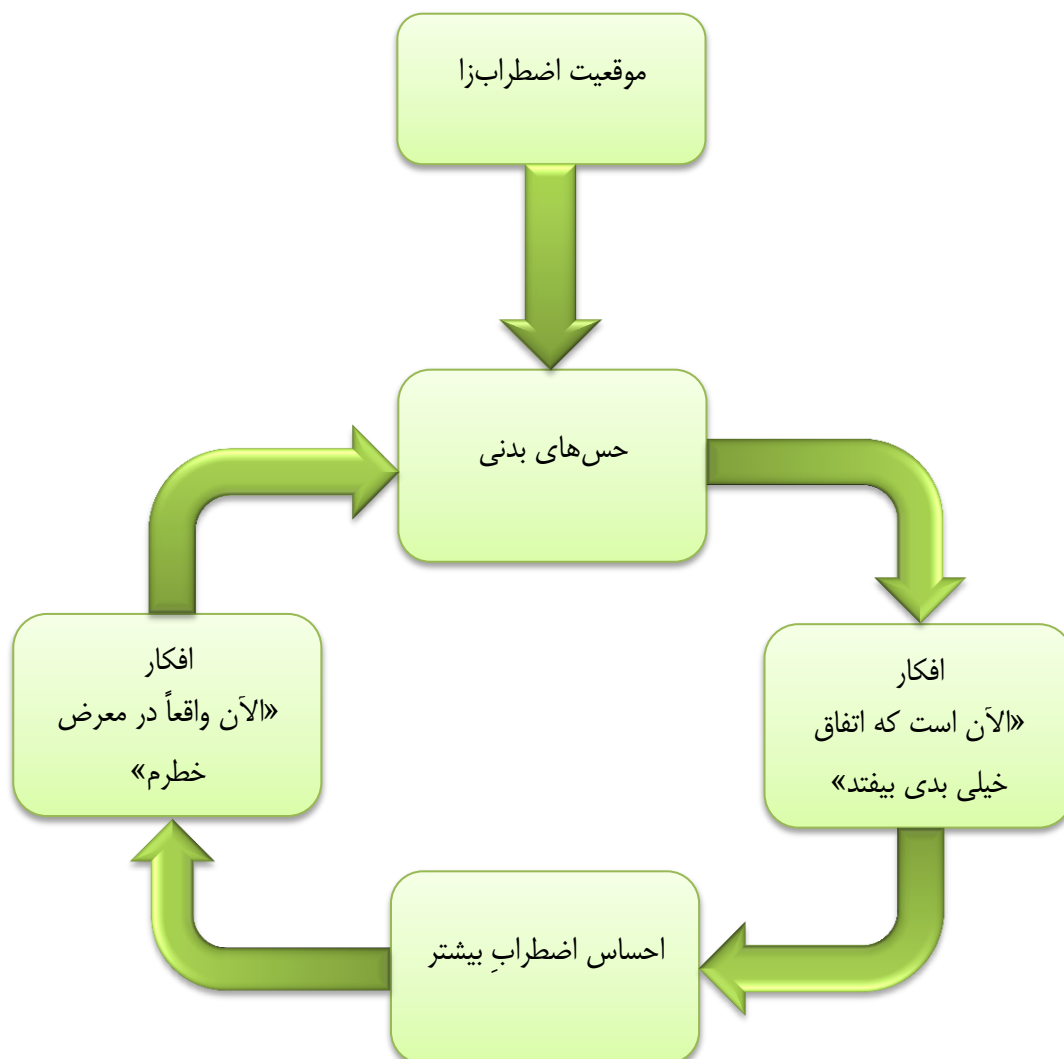 موقعیت اضطراب‌زا
حس‌های بدنی
افکار
«الآن است که اتفاق
خیلی بدی بیفتد»
احساس اضطرابِ بیشتر
افکار
«الآن واقعاً در معرض
خطرم»